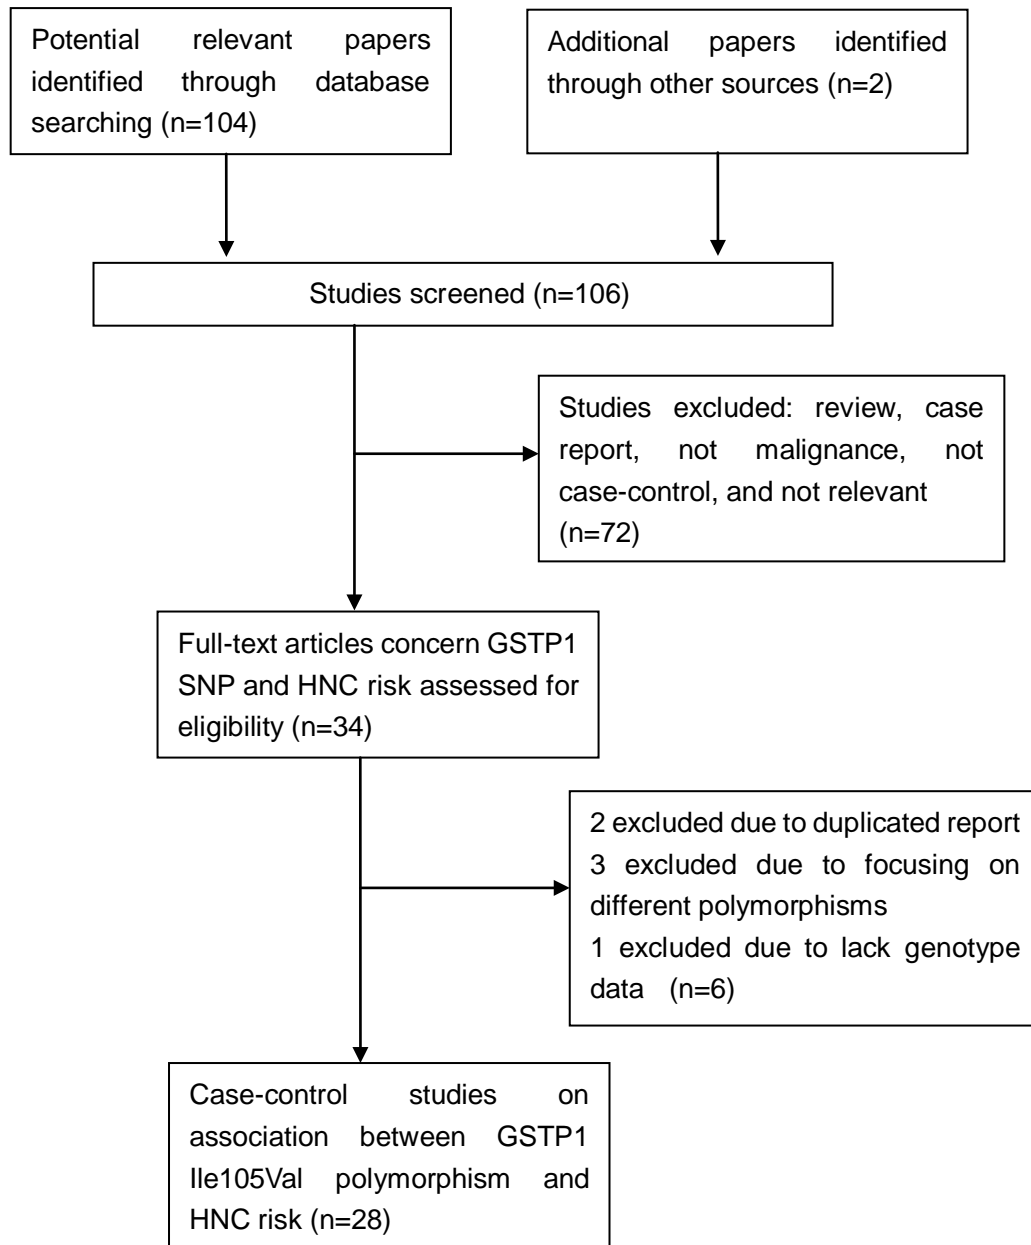 Potential relevant papers
identified through database
searching (n=104)
Additional papers identified
through other sources (n=2)
Studies screened (n=106)
Studies excluded: review, case
report, not malignance, not
case-control, and not relevant
(n=72)
Full-text articles concern GSTP1
SNP and HNC risk assessed for
eligibility (n=34)
2 excluded due to duplicated report
3 excluded due to focusing on
different polymorphisms
1 excluded due to lack genotype
data (n=6)
Case-control studies on
association between GSTP1
Ile105Val polymorphism and
HNC risk (n=28)